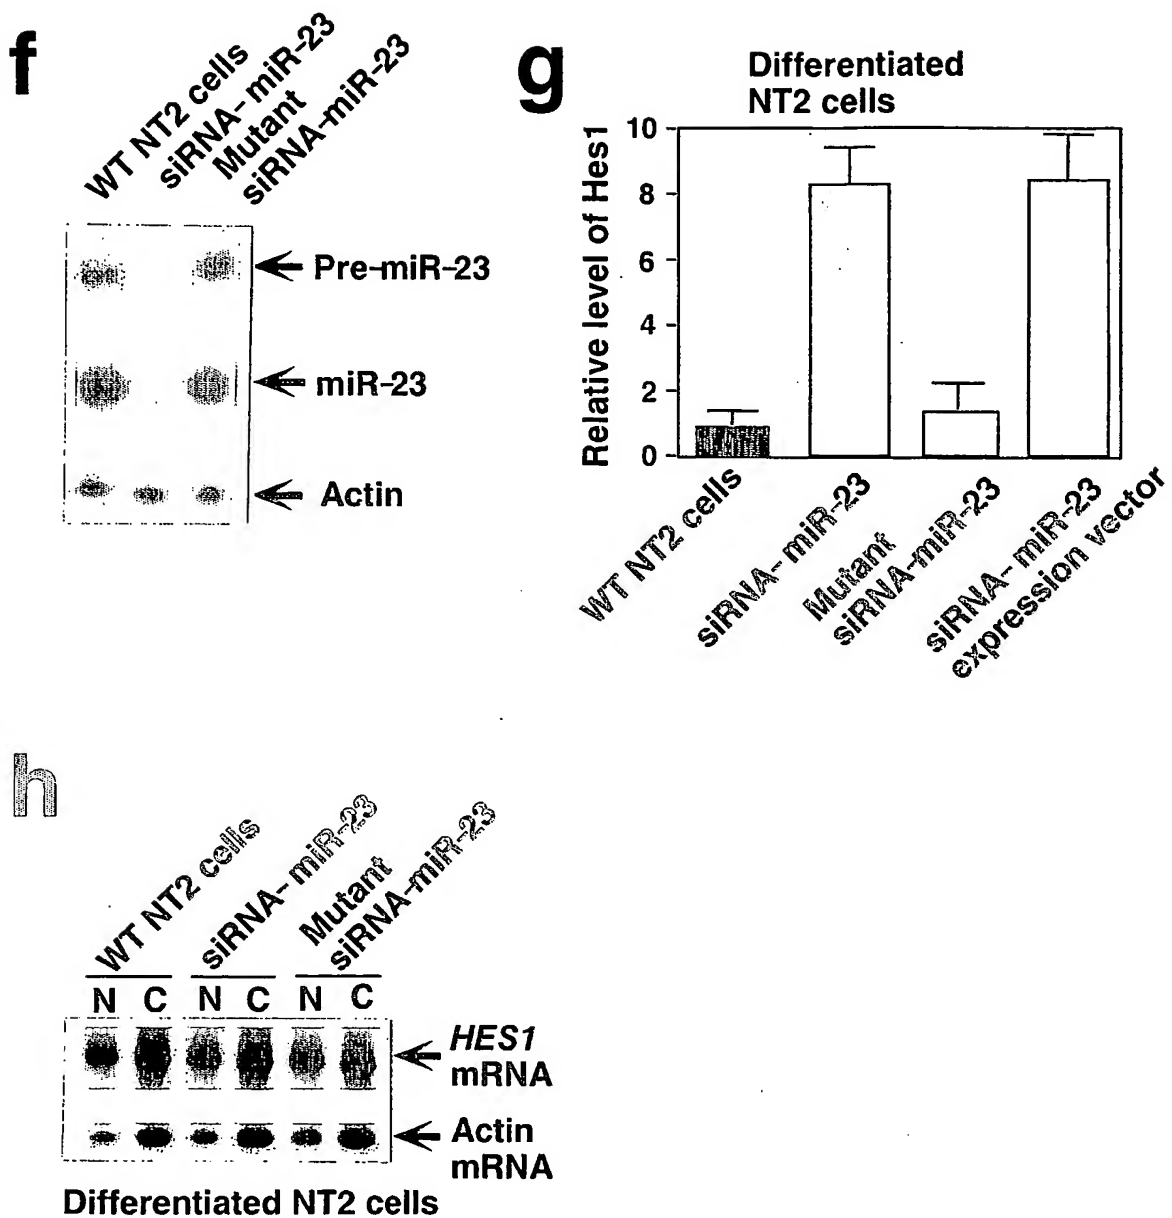 f
WT NT2 cells
siRNA- miR-23
Mutant
siRNA-miR-23
Pre-miR-23
miR-23
Actin
g
Differentiated
NT2 cells
Relative level of Hes1
10
8
6
4
2
0
WT NT2 cells
siRNA- miR-23
Mutant
siRNA-miR-23
siRNA- miR-23
expression vector
h
WT NT2 cells
siRNA- miR-23
Mutant
siRNA-miR-23
N C N C N C
HES1
mRNA
Actin
mRNA
Differentiated NT2 cells